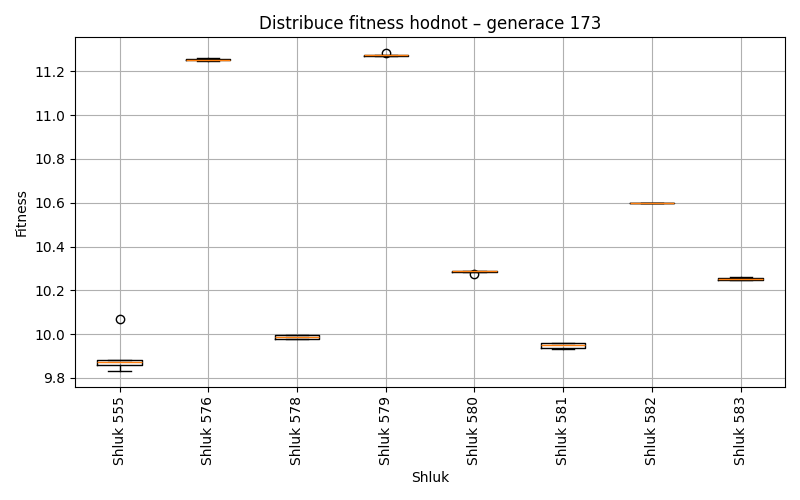 Distribuce fitness hodnot – generace 173
Fitness
11.2
11.0
10.8
10.6
10.4
10.2
10.0
9.8
Shluk 555
Shluk 576
Shluk 578
Shluk 579
Shluk 580
Shluk 581
Shluk 582
Shluk 583
Shluk